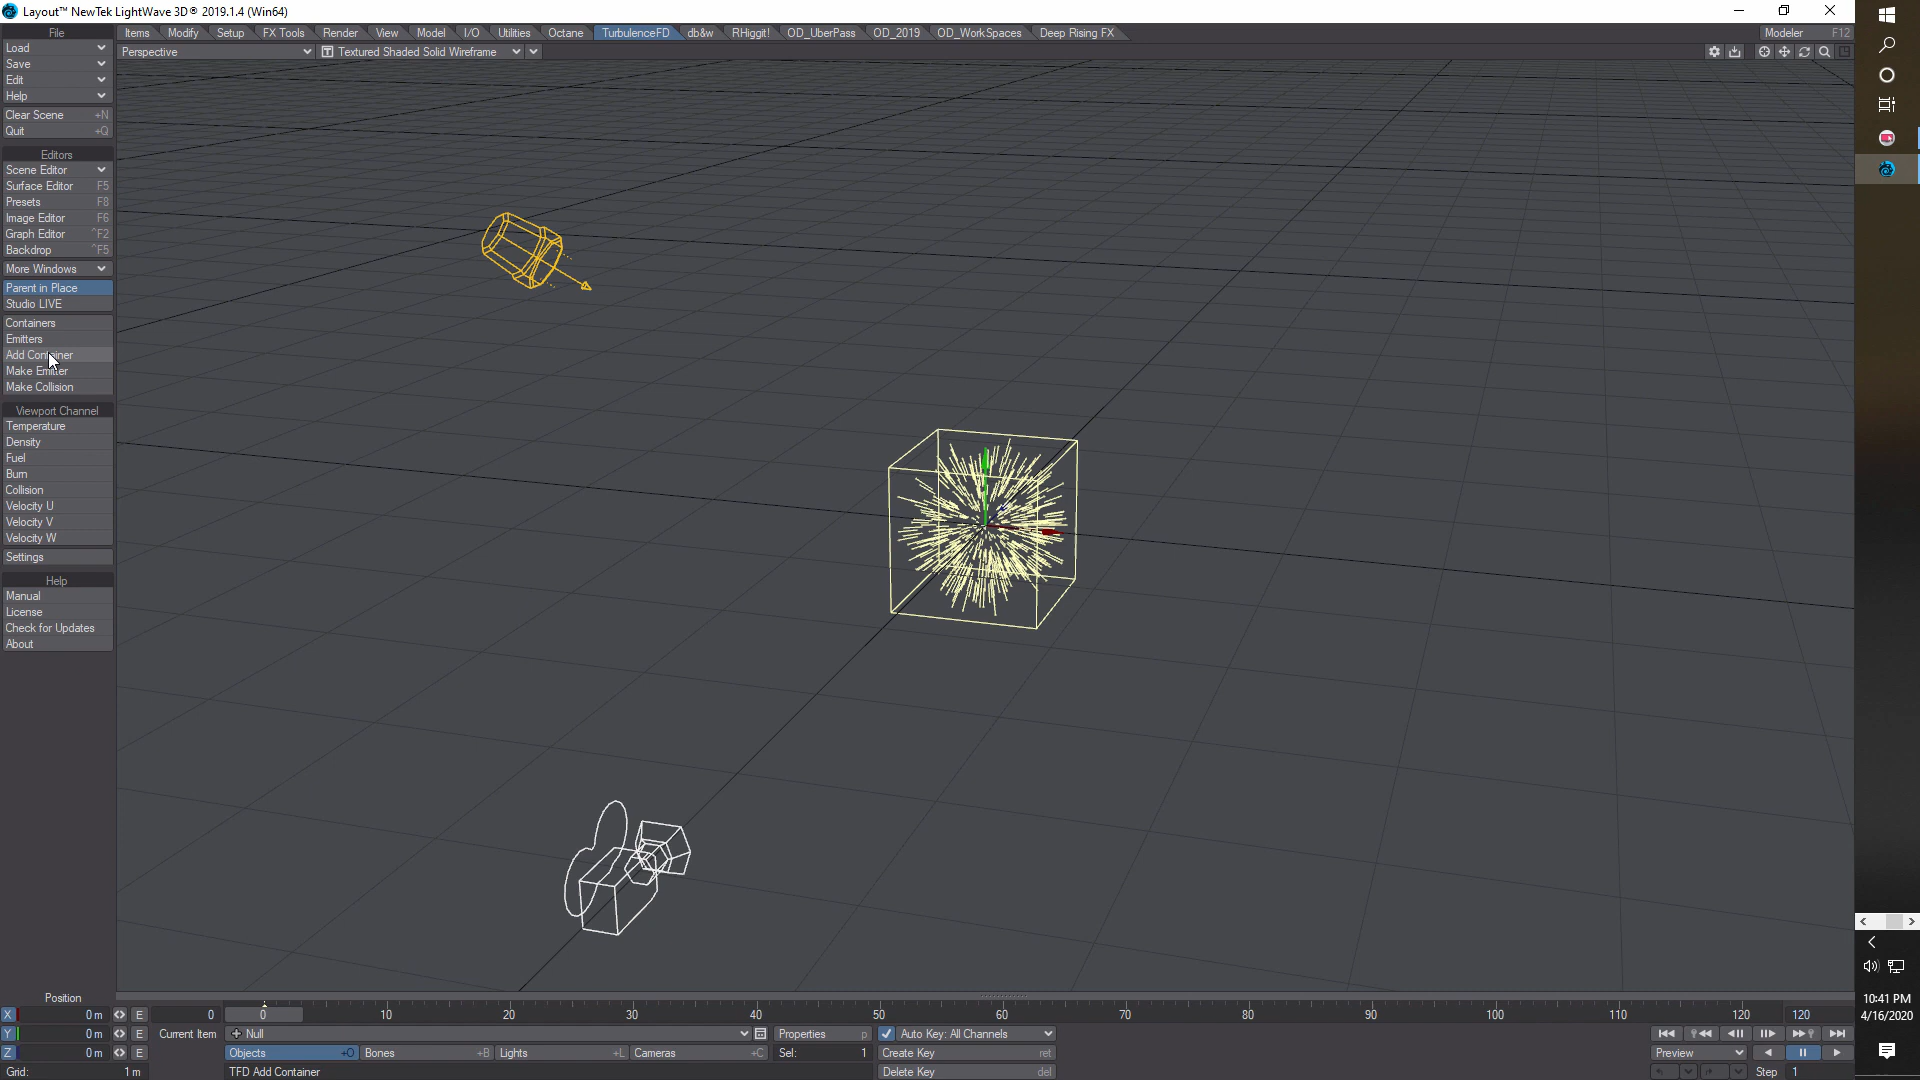 Layout™ NewTek LightWave 3D® 2019.1.4 (Win64)
File
Items
Modify
Setup
FX Tools
Render
View
Model
I/O
Utilities
Octane
TurbulenceFD
db&w
RHiggit!
OD_UberPass
OD_2019
OD_WorkSpaces
Deep Rising FX
Modeler F12
Perspective
T Textured Shaded Solid Wireframe
Load
Save
Edit
Help
Clear Scene +N
Quit +Q
Editors
Scene Editor
Surface Editor F5
Presets F8
Image Editor F6
Graph Editor ^F2
Backdrop ^F5
More Windows
Parent in Place
Studio LIVE
Containers
Emitters
Add Container
Make Emitter
Make Collision
Viewport Channel
Temperature
Density
Fuel
Burn
Collision
Velocity U
Velocity V
Velocity W
Settings
Help
Manual
License
Check for Updates
About
Position
X 0 m E
Y 0 m E
Z 0 m E
Grid: 1 m
0 0 10 20 30 40 50 60 70 80 90 100 110 120 120
Current Item Null Properties p
Auto Key: All Channels
Objects +O Bones +B Lights +L Cameras +C Sel: 1
Create Key ret
TFD Add Container
Delete Key del
Preview
Step 1
10:41 PM
4/16/2020